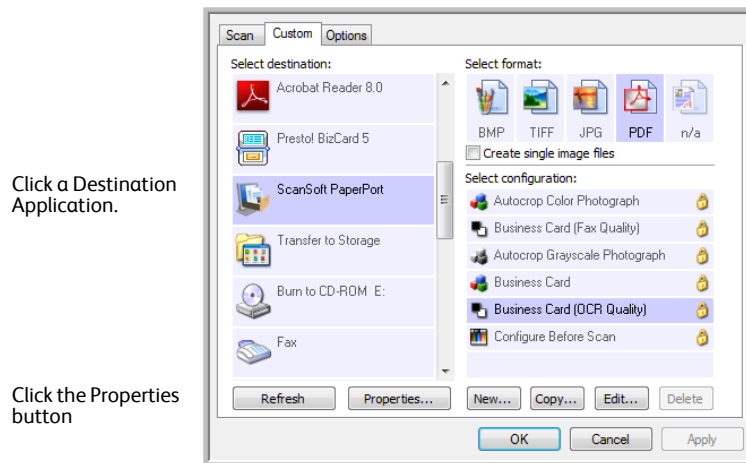 Scan Custom Options
Select destination:
Acrobat Reader 8.0
Presto! BizCard 5
ScanSoft PaperPort
Transfer to Storage
Burn to CD-ROM E:
Fax
Refresh Properties...
Select format:
BMP TIFF JPG PDF n/a
Create single image files
Select configuration:
Autocrop Color Photograph
Business Card (Fax Quality)
Autocrop Grayscale Photograph
Business Card
Business Card (OCR Quality)
Configure Before Scan
New... Copy... Edit... Delete
OK Cancel Apply
Click a Destination
Application.
Click the Properties
button